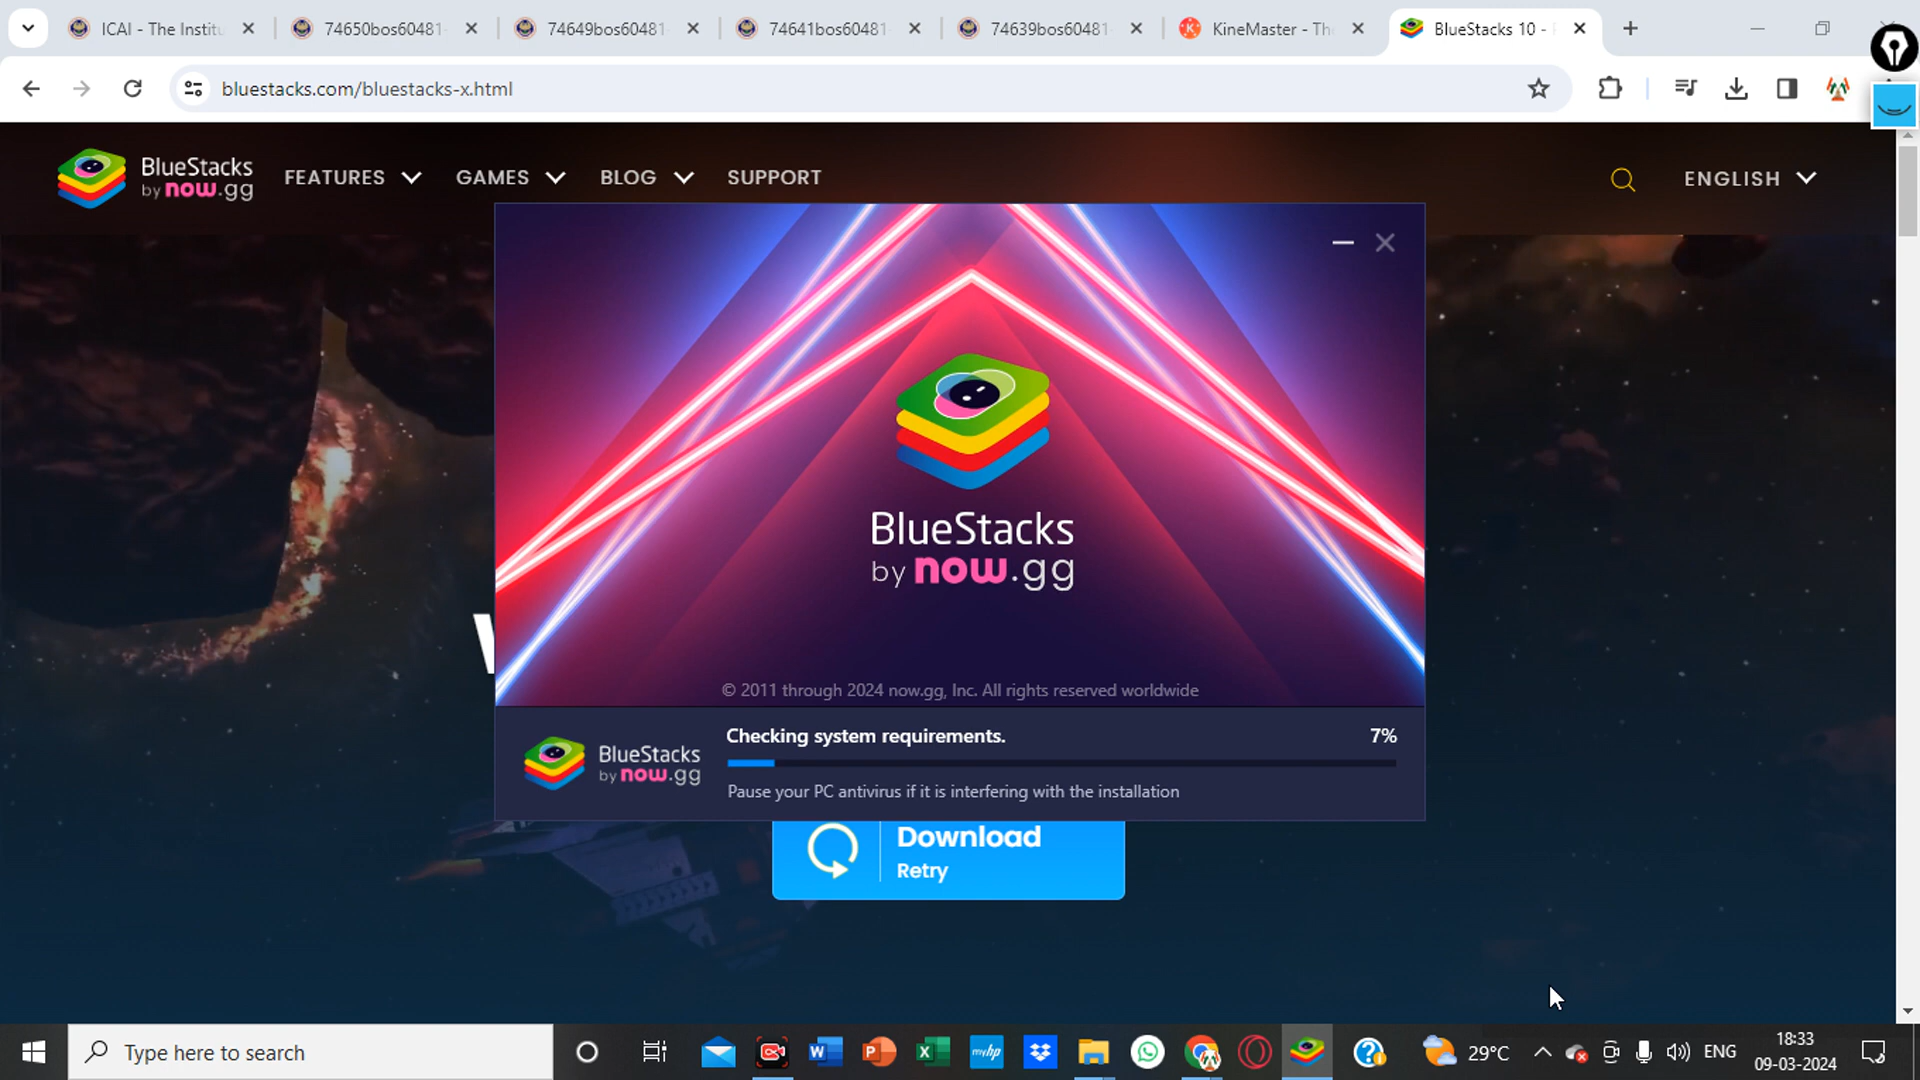 ICAI - The Instit
74650bos60481
74649bos60481
74641bos60481
74639bos60481
KineMaster - Th
BlueStacks 10 -
bluestacks.com/bluestacks-x.html
BlueStacks
by now.gg
FEATURES
GAMES
BLOG
SUPPORT
ENGLISH
BlueStacks
by now.gg
© 2011 through 2024 now.gg, Inc. All rights reserved worldwide
BlueStacks
by now.gg
Checking system requirements.
7%
Pause your PC antivirus if it is interfering with the installation
Download
Retry
Type here to search
29°C
ENG
18:33
09-03-2024